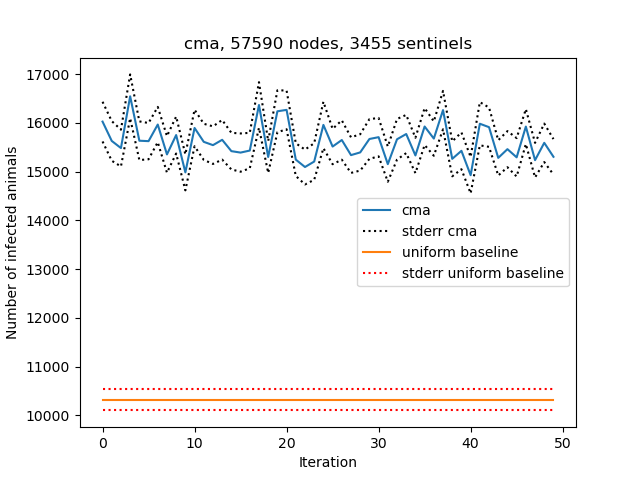 cma, 57590 nodes, 3455 sentinels
Number of infected animals
17000
16000
15000
14000
13000
12000
11000
10000
cma
stderr cma
uniform baseline
stderr uniform baseline
0 10 20 30 40 50
Iteration